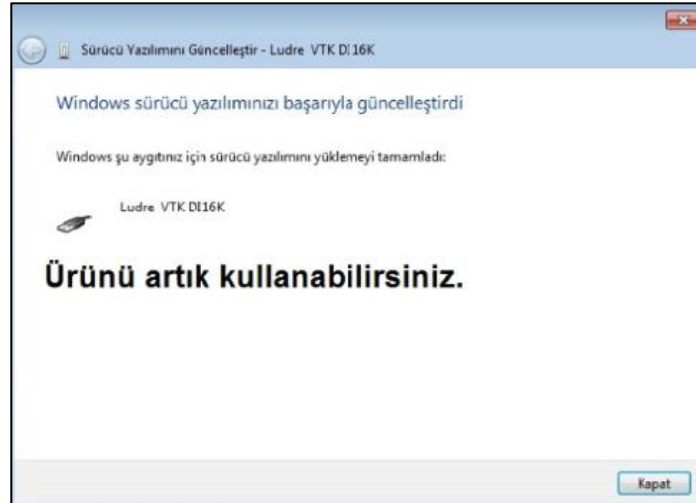 Sürücü Yazılımını Güncelleştir - Ludre VTK DI16K
Windows sürücü yazılımınızı başarıyla güncelleştirdi
Windows şu aygıtınız için sürücü yazılımını yüklemeyi tamamladı:
Ludre VTK DI16K
Ürünü artık kullanabilirsiniz.
Kapat